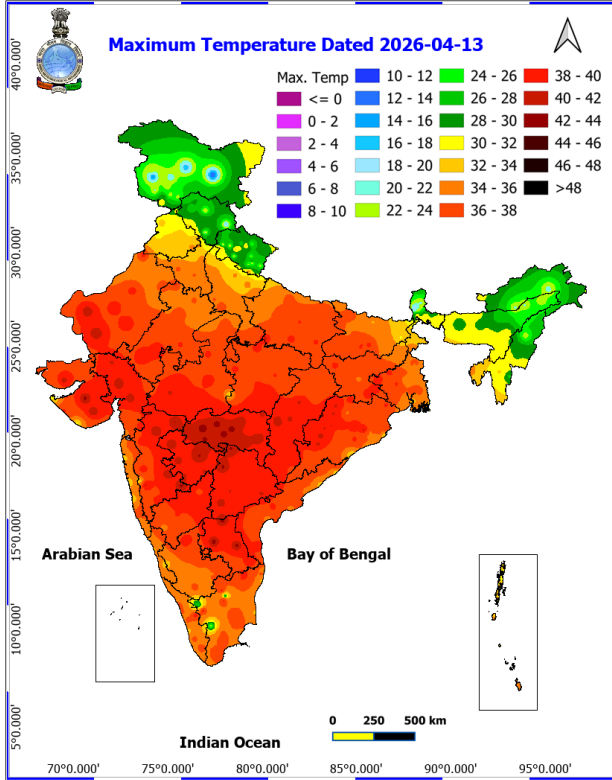 Maximum Temperature Dated 2026-04-13
Max. Temp
<= 0
0 - 2
2 - 4
4 - 6
6 - 8
8 - 10
10 - 12
12 - 14
14 - 16
16 - 18
18 - 20
20 - 22
22 - 24
24 - 26
26 - 28
28 - 30
30 - 32
32 - 34
34 - 36
36 - 38
38 - 40
40 - 42
42 - 44
44 - 46
46 - 48
>48
40°0.000'
35°0.000'
30°0.000'
25°0.000'
20°0.000'
15°0.000'
10°0.000'
5°0.000'
Arabian Sea
Bay of Bengal
Indian Ocean
0 250 500 km
70°0.000' 75°0.000' 80°0.000' 85°0.000' 90°0.000' 95°0.000'